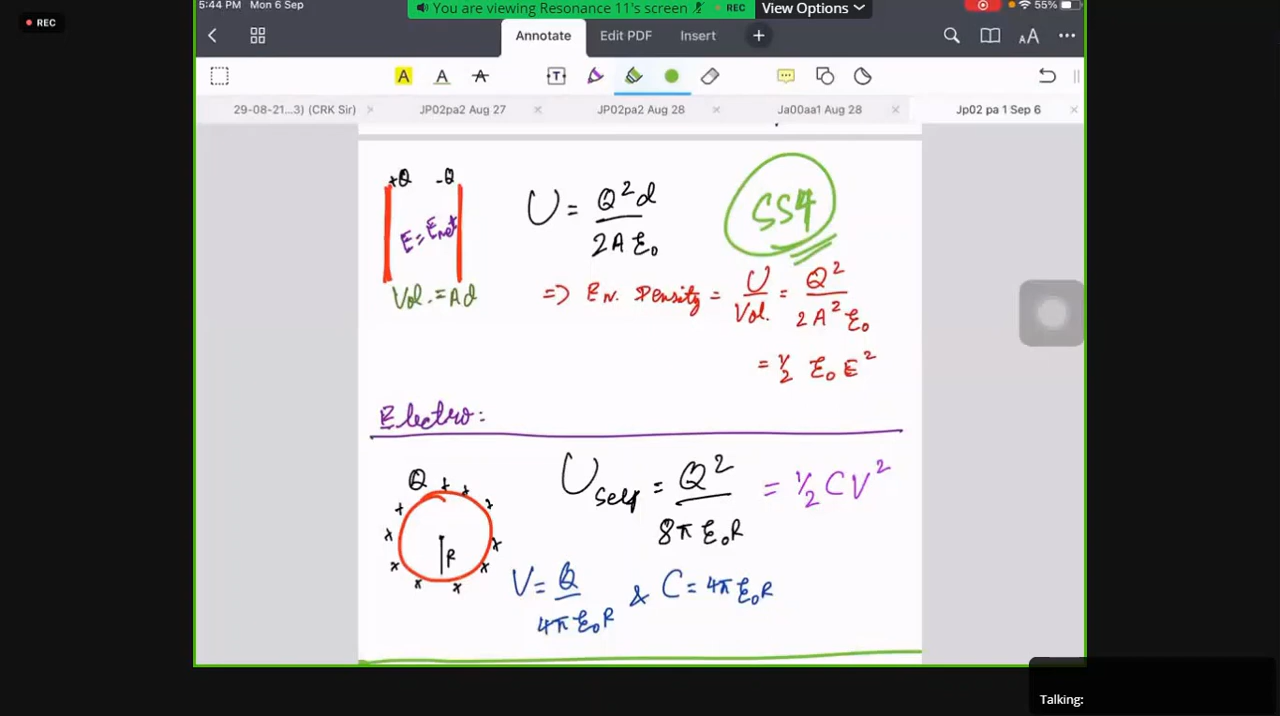 5:44 PM Mon 6 Sep
You are viewing Resonance 11's screen
REC
View Options
55%
REC
Annotate
Edit PDF
Insert
29-08-21...3) (CRK Sir)
JP02pa2 Aug 27
JP02pa2 Aug 28
Ja00aa1 Aug 28
Jp02 pa 1 Sep 6
+Q -Q
E = Enet
Vol. = Ad
U = Q²d / 2Aε₀
SS4
=> En. Density = U / Vol. = Q² / 2A²ε₀
= ½ ε₀E²
Electro:
Q
R
U self = Q² / 8πε₀R = ½ CV²
V = Q / 4πε₀R & C = 4πε₀R
Talking: